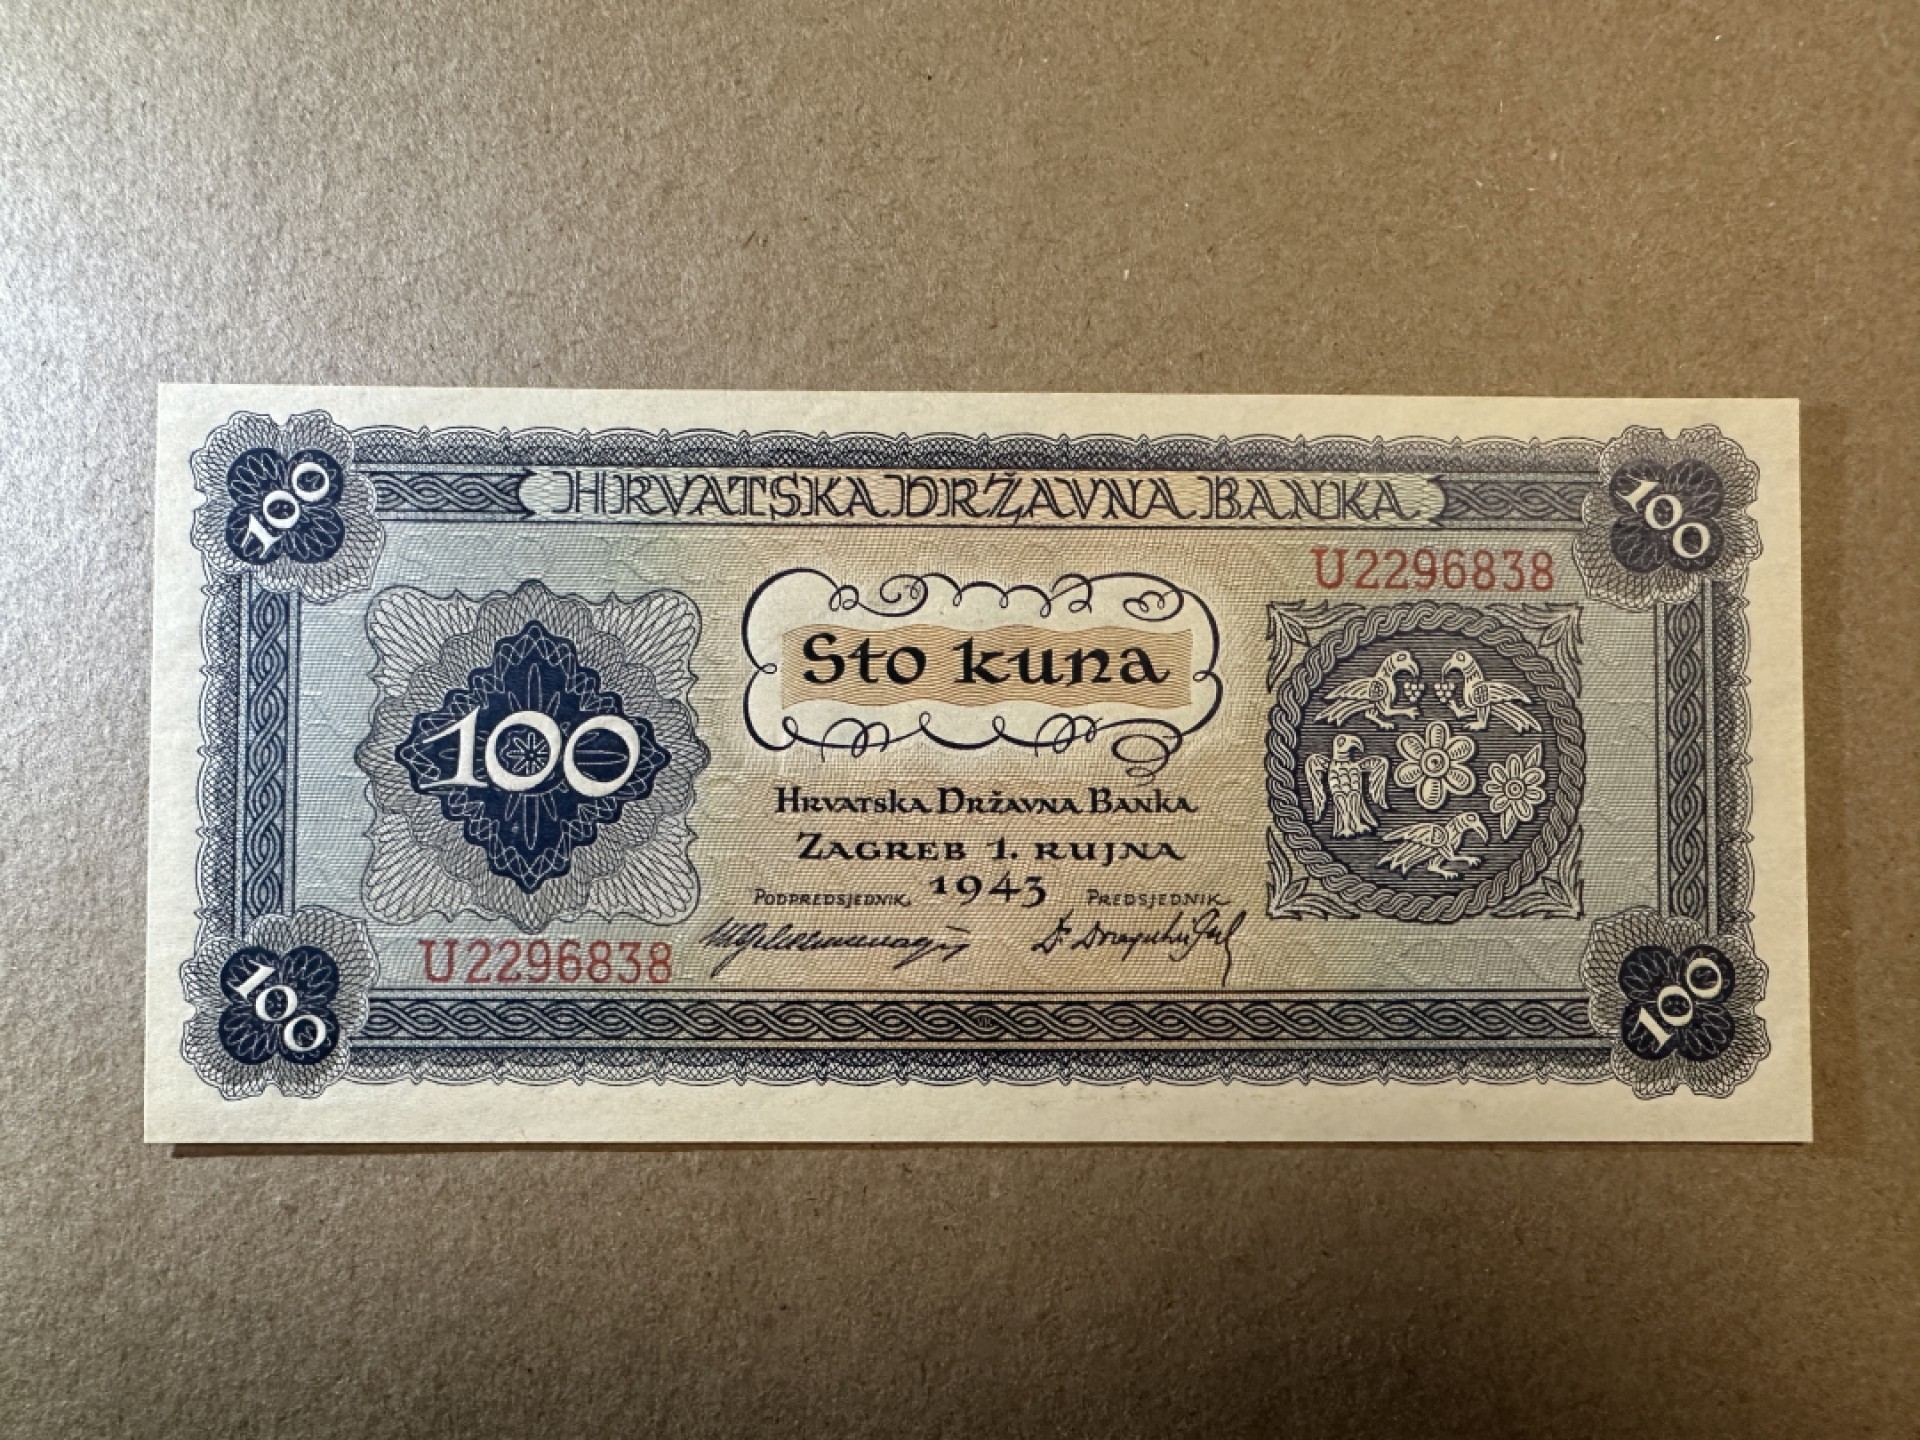 100
HRVATSKA DRŽAVNA BANKA
100
U2296838
Sto kuna
100
Hrvatska Državna Banka
Zagreb 1. rujna
1943
Podpredsjednik,
Predsjednik,
U2296838
100
100